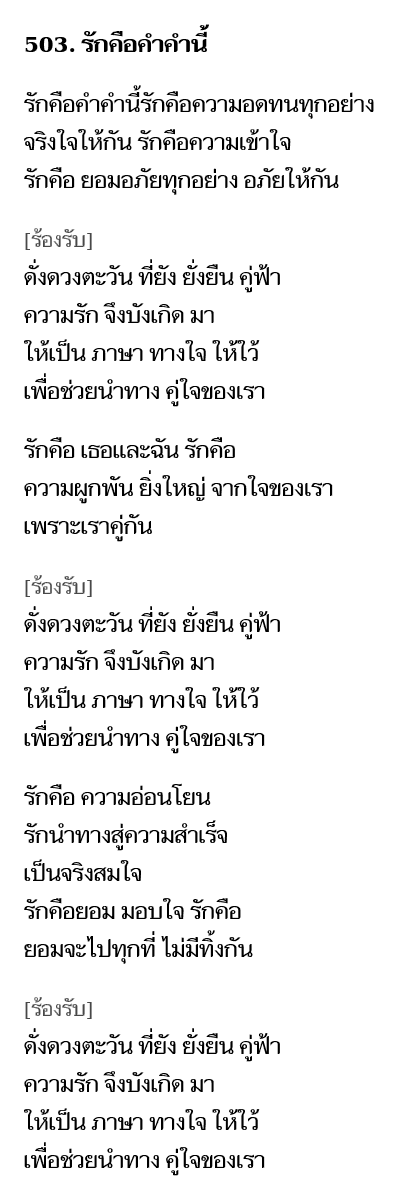 503. รักคือคำคำนี้
รักคือคำคำนี้รักคือความอดทนทุกอย่าง
จริงใจให้กัน รักคือความเข้าใจ
รักคือ ยอมอภัยทุกอย่าง อภัยให้กัน
[ร้องรับ]
ดั่งดวงตะวัน ที่ยัง ยั่งยืน คู่ฟ้า
ความรัก จึงบังเกิด มา
ให้เป็น ภาษา ทางใจ ให้ไว้
เพื่อช่วยนำทาง คู่ใจของเรา
รักคือ เธอและฉัน รักคือ
ความผูกพัน ยิ่งใหญ่ จากใจของเรา
เพราะเราคู่กัน
[ร้องรับ]
ดั่งดวงตะวัน ที่ยัง ยั่งยืน คู่ฟ้า
ความรัก จึงบังเกิด มา
ให้เป็น ภาษา ทางใจ ให้ไว้
เพื่อช่วยนำทาง คู่ใจของเรา
รักคือ ความอ่อนโยน
รักนำทางสู่ความสำเร็จ
เป็นจริงสมใจ
รักคือยอม มอบใจ รักคือ
ยอมจะไปทุกที่ ไม่มีทิ้งกัน
[ร้องรับ]
ดั่งดวงตะวัน ที่ยัง ยั่งยืน คู่ฟ้า
ความรัก จึงบังเกิด มา
ให้เป็น ภาษา ทางใจ ให้ไว้
เพื่อช่วยนำทาง คู่ใจของเรา